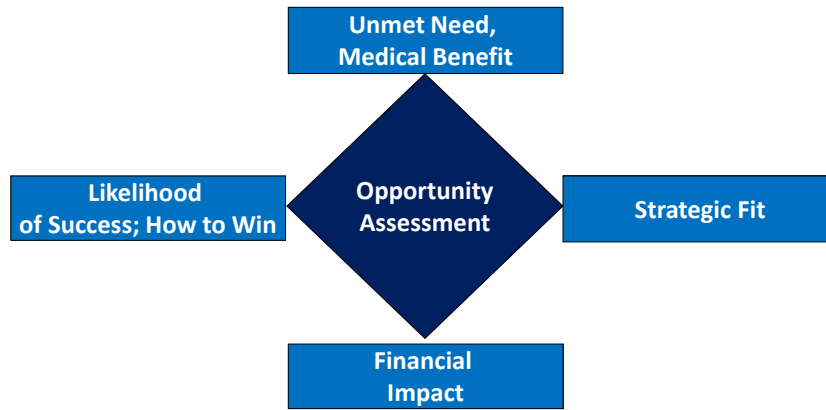 Unmet Need,
Medical Benefit
Likelihood
of Success; How to Win
Opportunity
Assessment
Strategic Fit
Financial
Impact